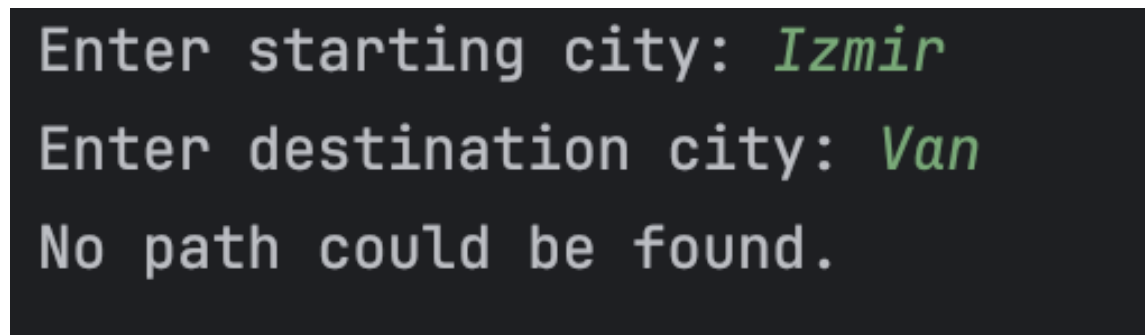 Enter starting city: Izmir
Enter destination city: Van
No path could be found.